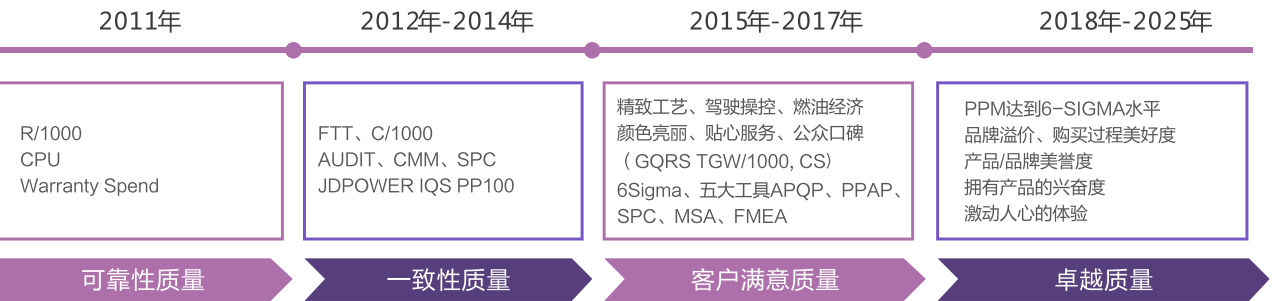 2011年
2012年-2014年
2015年-2017年
2018年-2025年
R/1000
CPU
Warranty Spend
FTT、C/1000
AUDIT、CMM、SPC
JDPOWER IQS PP100
精致工艺、驾驶操控、燃油经济
颜色亮丽、贴心服务、公众口碑
（GQRS TGW/1000, CS)
6Sigma、五大工具APQP、PPAP、
SPC、MSA、FMEA
PPM达到6-SIGMA水平
品牌溢价、购买过程美好度
产品/品牌美誉度
拥有产品的兴奋度
激动人心的体验
可靠性质量
一致性质量
客户满意质量
卓越质量